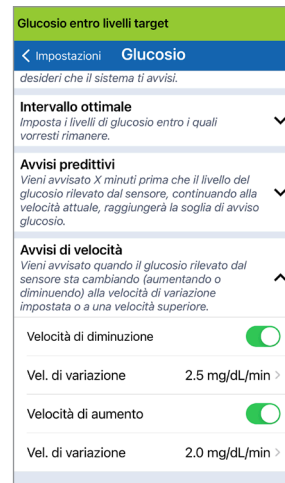 Glucosio entro livelli target
Impostazioni Glucosio
desideri che il sistema ti avvisi.
Intervallo ottimale
Imposta i livelli di glucosio entro i quali
vorresti rimanere.
Avvisi predittivi
Vieni avvisato X minuti prima che il livello del
glucosio rilevato dal sensore, continuando alla
velocità attuale, raggiungerà la soglia di avviso
glucosio.
Avvisi di velocità
Vieni avvisato quando il glucosio rilevato dal
sensore sta cambiando (aumentando o
diminuendo) alla velocità di variazione
impostata o a una velocità superiore.
Velocità di diminuzione
Vel. di variazione 2.5 mg/dL/min
Velocità di aumento
Vel. di variazione 2.0 mg/dL/min